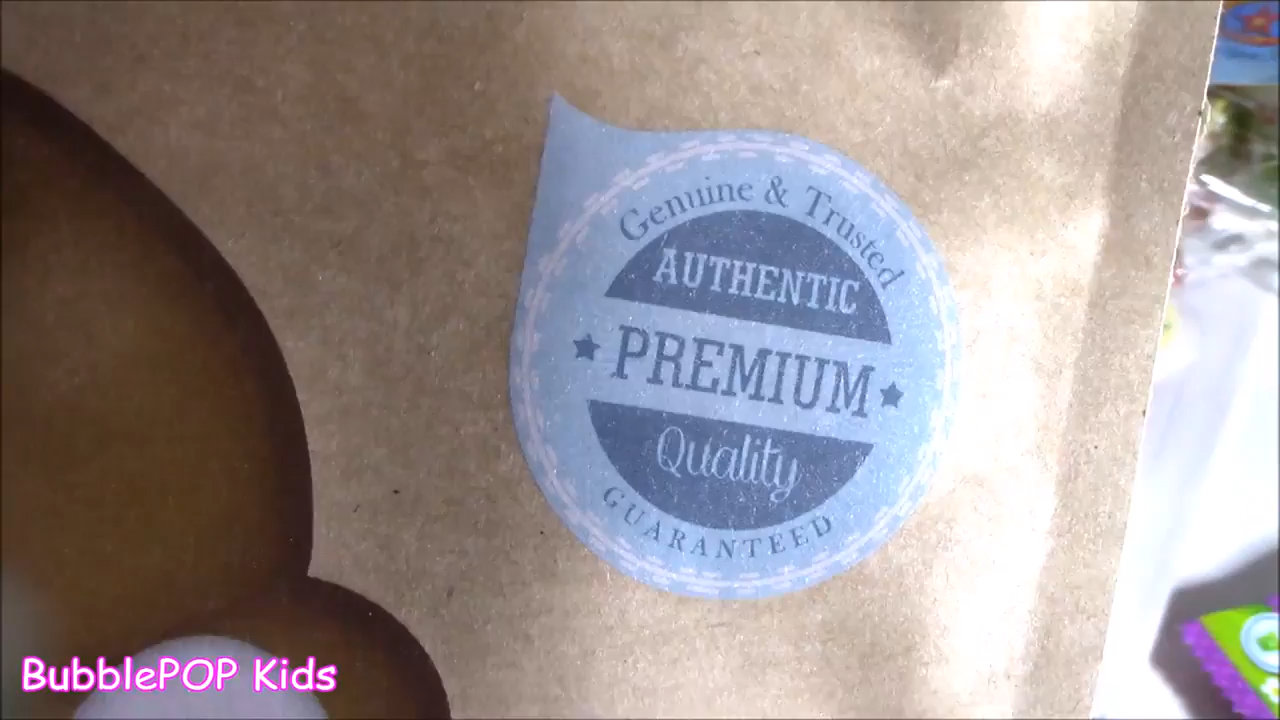 Genuine & Trusted
AUTHENTIC
PREMIUM
Quality
GUARANTEED
BubblePOP Kids